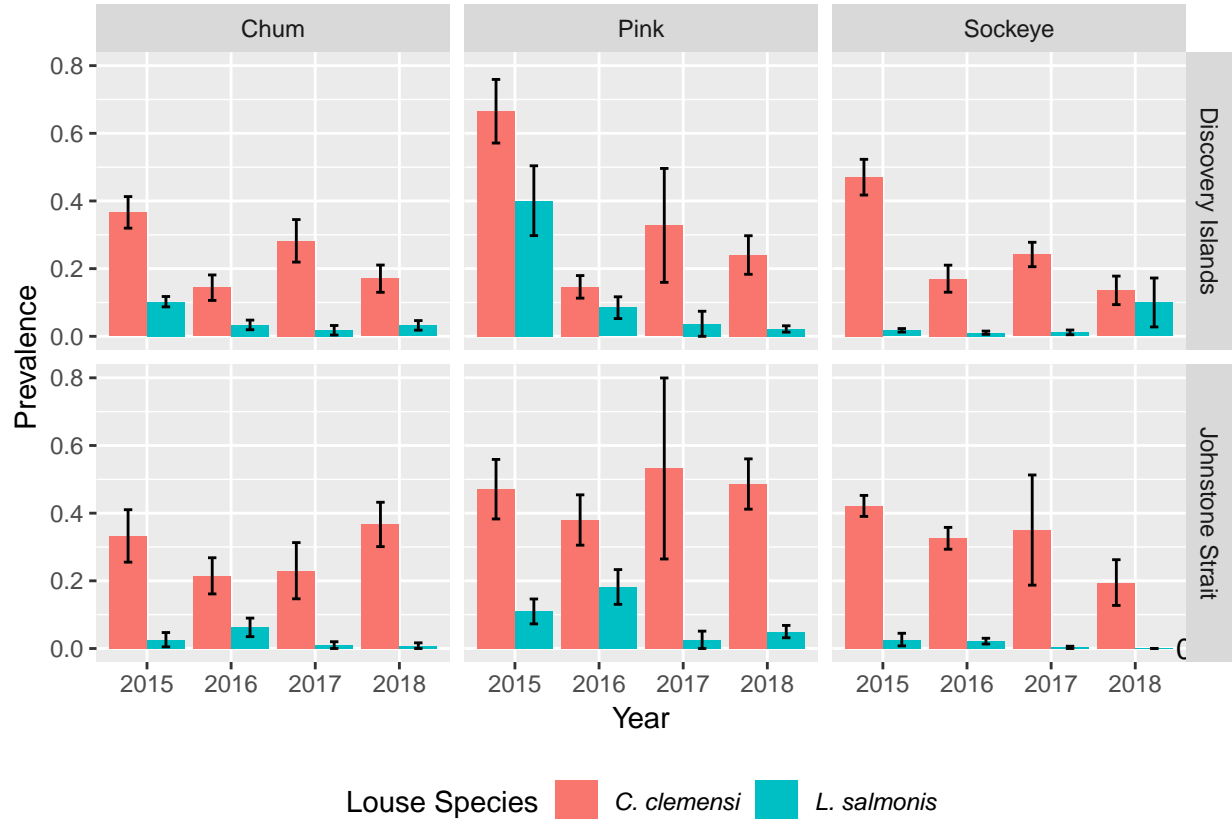 Chum Pink Sockeye
Prevalence
0.8
0.6
0.4
0.2
0.0
Discovery Islands
0.8
0.6
0.4
0.2
0.0
Johnstone Strait
2015 2016 2017 2018 2015 2016 2017 2018 2015 2016 2017 2018
Year
Louse Species C. clemensi L. salmonis